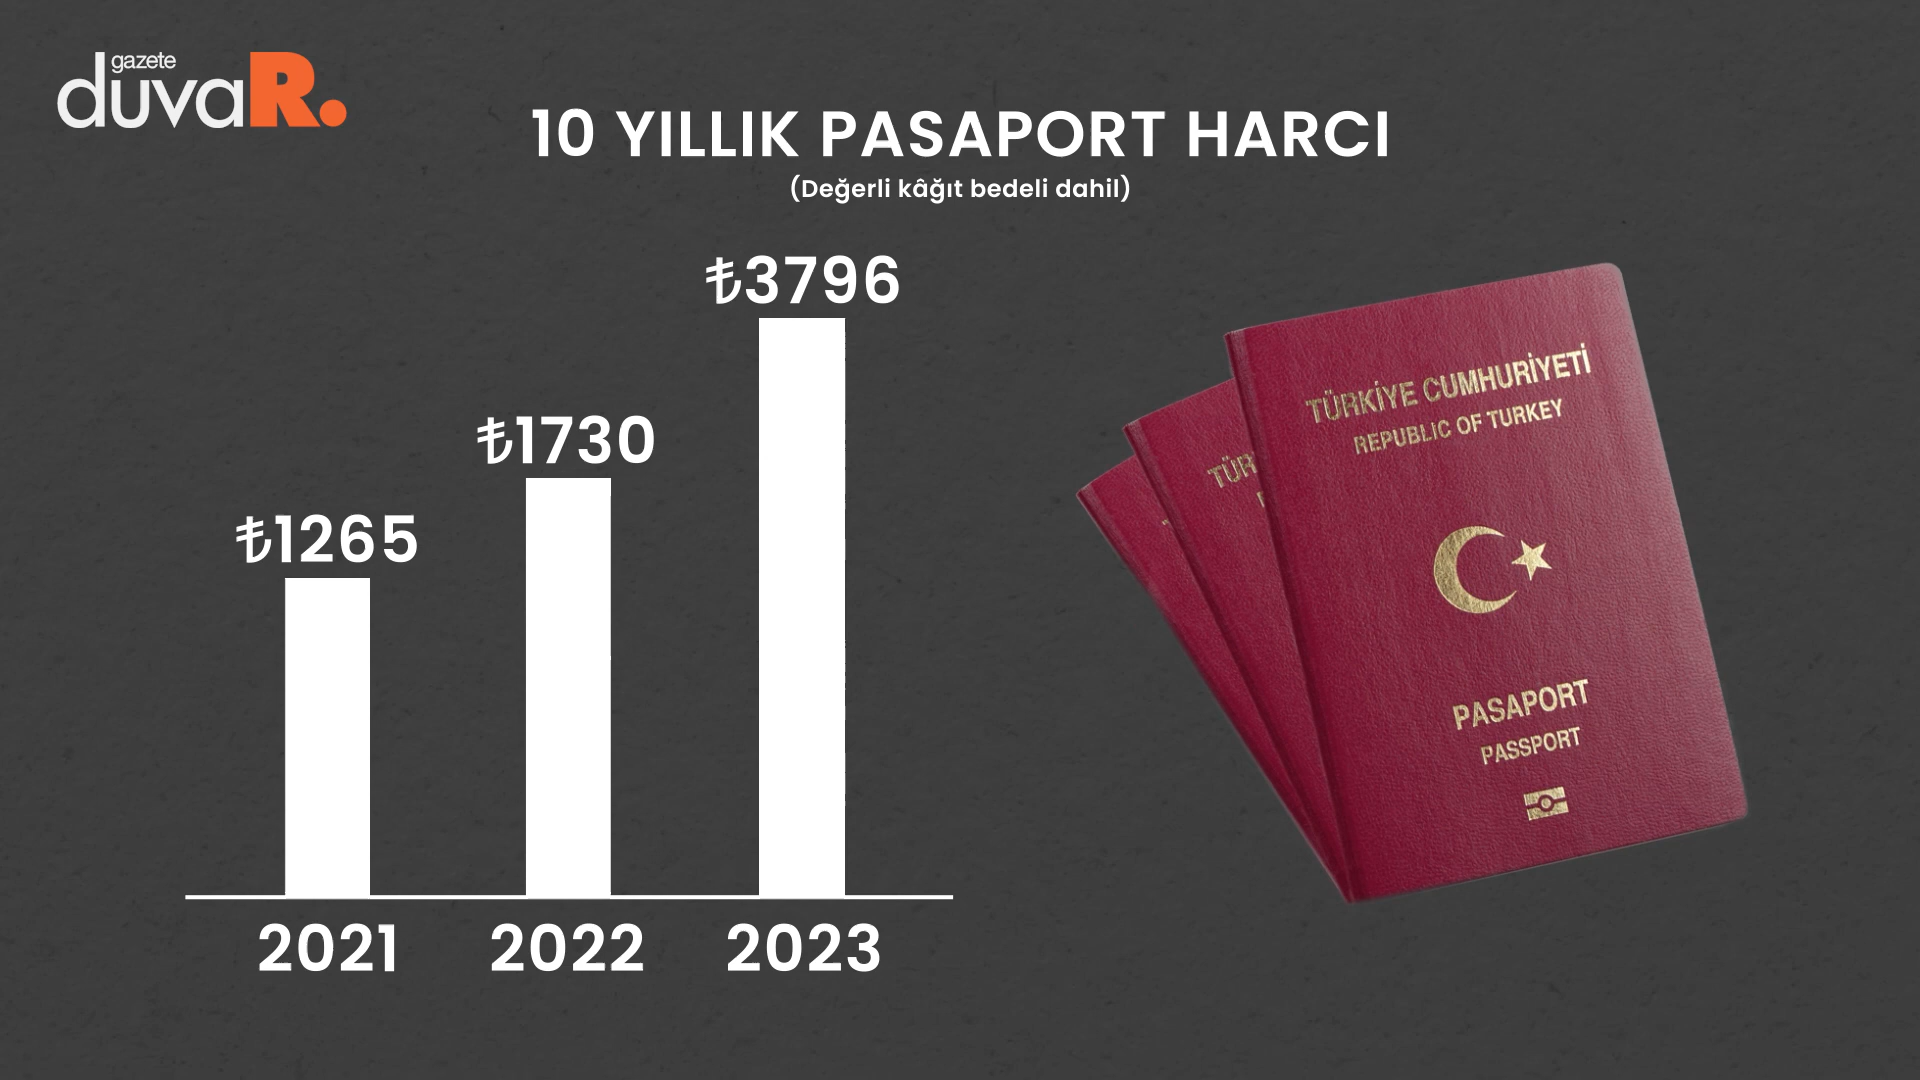 gazete
duvaR.
10 YILLIK PASAPORT HARCI
(Değerli kâğıt bedeli dahil)
₺3796
₺1730
₺1265
2021 2022 2023
TÜRKİYE CUMHURİYETİ
REPUBLIC OF TURKEY
TÜR
PASAPORT
PASSPORT